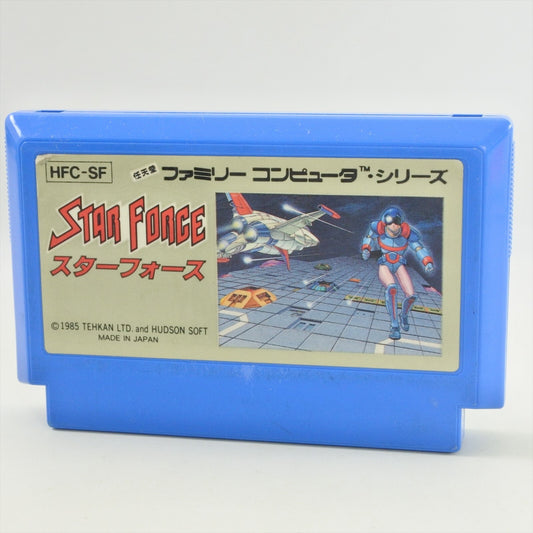 HFC-SF
任天堂 ファミリー コンピュータ™・シリーズ
STAR FORCE
スターフォース
©1985 TEHKAN LTD. and HUDSON SOFT
MADE IN JAPAN